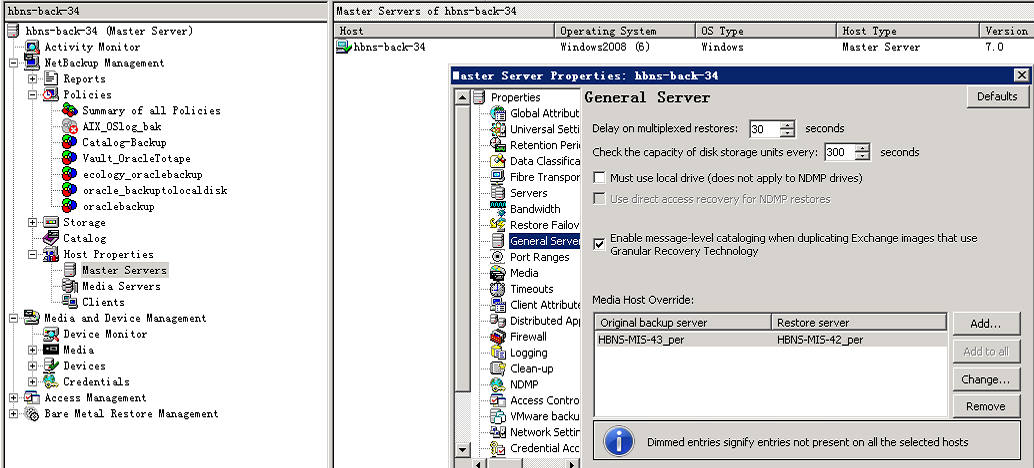 hbns-back-34
hbns-back-34 (Master Server)
Activity Monitor
NetBackup Management
Reports
Policies
Summary of all Policies
AIX_OSlog_bak
Catalog-Backup
Vault_OracleTotape
ecology_oraclebackup
oracle_backuptolocaldisk
oraclebackup
Storage
Catalog
Host Properties
Master Servers
Media Servers
Clients
Media and Device Management
Device Monitor
Media
Devices
Credentials
Access Management
Bare Metal Restore Management
Master Servers of hbns-back-34
Host Operating System OS Type Host Type Version
hbns-back-34 Windows2008 (6) Windows Master Server 7.0
Master Server Properties: hbns-back-34
Properties
Global Attribut
Universal Setti
Retention Perio
Data Classifica
Fibre Transpor
Servers
Bandwidth
Restore Failov
General Server
Port Ranges
Media
Timeouts
Client Attribute
Distributed App
Firewall
Logging
Clean-up
NDMP
Access Contro
VMware backu
Network Settin
Credential Acc
General Server
Defaults
Delay on multiplexed restores: 30 seconds
Check the capacity of disk storage units every: 300 seconds
Must use local drive (does not apply to NDMP drives)
Use direct access recovery for NDMP restores
Enable message-level cataloging when duplicating Exchange images that use
Granular Recovery Technology
Media Host Override:
Original backup server Restore server
HBNS-MIS-43_per HBNS-MIS-42_per
Add...
Add to all
Change...
Remove
Dimmed entries signify entries not present on all the selected hosts